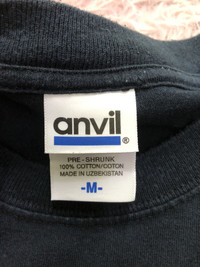 anvil®
PRE-SHRUNK
100% COTTON/COTON
MADE IN UZBEKISTAN
-M-